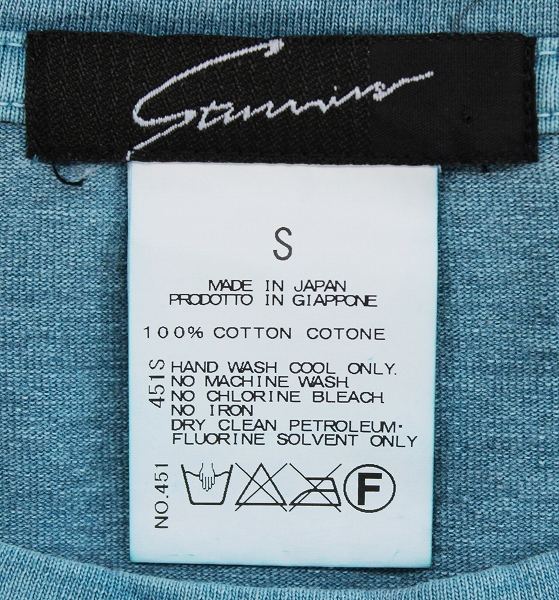 S
MADE IN JAPAN
PRODOTTO IN GIAPPONE
100% COTTON COTONE
HAND WASH COOL ONLY.
NO MACHINE WASH
NO CHLORINE BLEACH
NO IRON
DRY CLEAN PETROLEUM·
FLUORINE SOLVENT ONLY
F
NO.451 451S